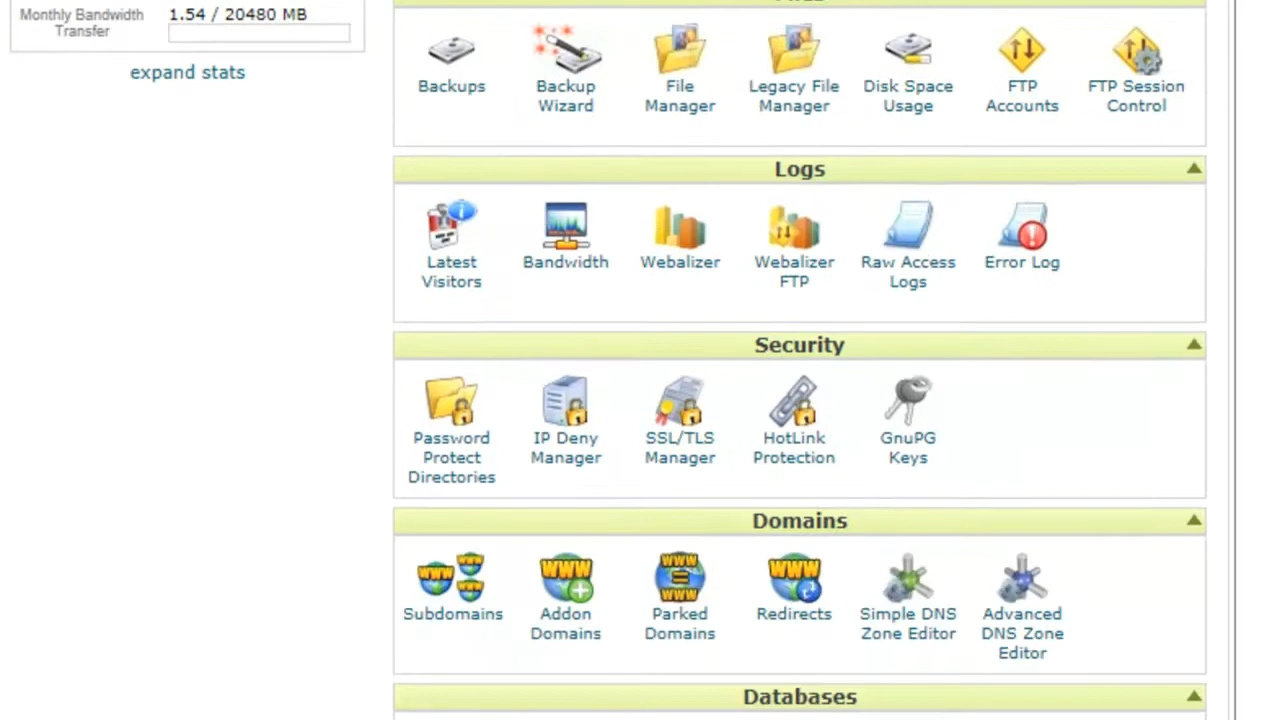 Monthly Bandwidth
Transfer
1.54 / 20480 MB
expand stats
Backups
Backup
Wizard
File
Manager
Legacy File
Manager
Disk Space
Usage
FTP
Accounts
FTP Session
Control
Logs
Latest
Visitors
Bandwidth
Webalizer
Webalizer
FTP
Raw Access
Logs
Error Log
Security
Password
Protect
Directories
IP Deny
Manager
SSL/TLS
Manager
HotLink
Protection
GnuPG
Keys
Domains
Subdomains
Addon
Domains
Parked
Domains
Redirects
Simple DNS
Zone Editor
Advanced
DNS Zone
Editor
Databases